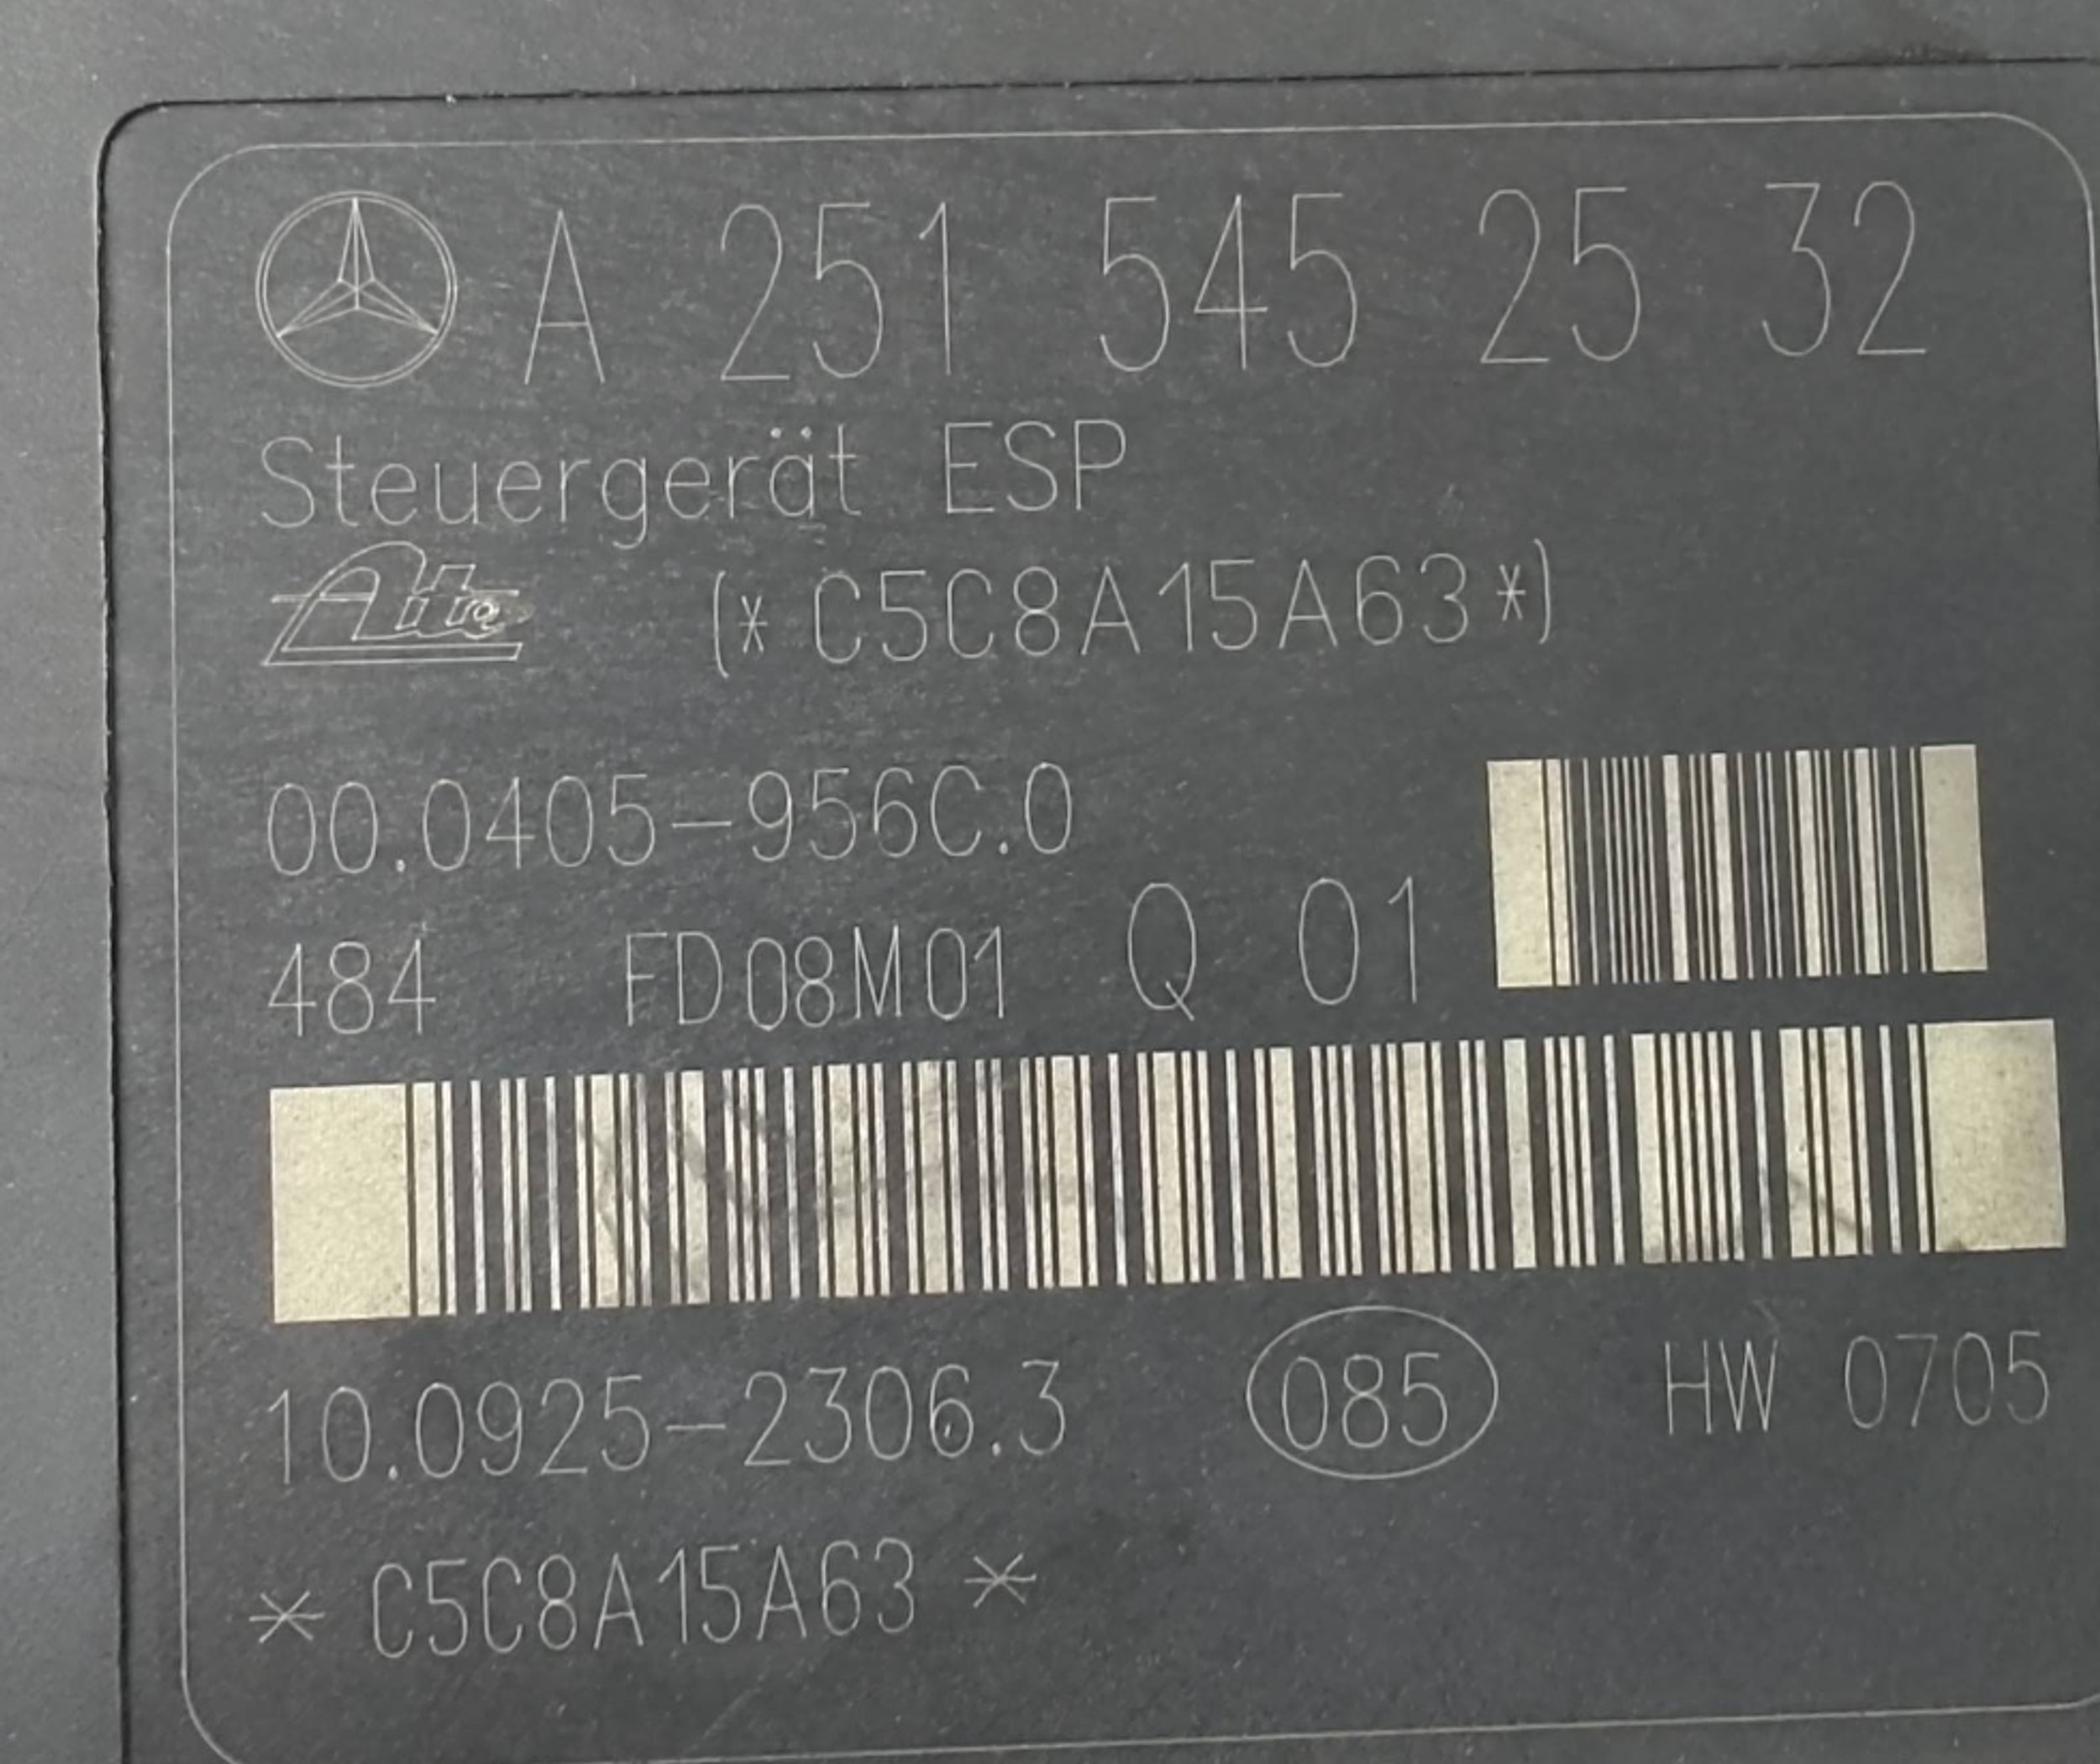 A 251 545 25 32
Steuergerät ESP
Ate (*C5C8A15A63*)
00.0405-956C.0
484 FD08M01 Q 01
10.0925-2306.3 085 HW 0705
* C5C8A15A63 *